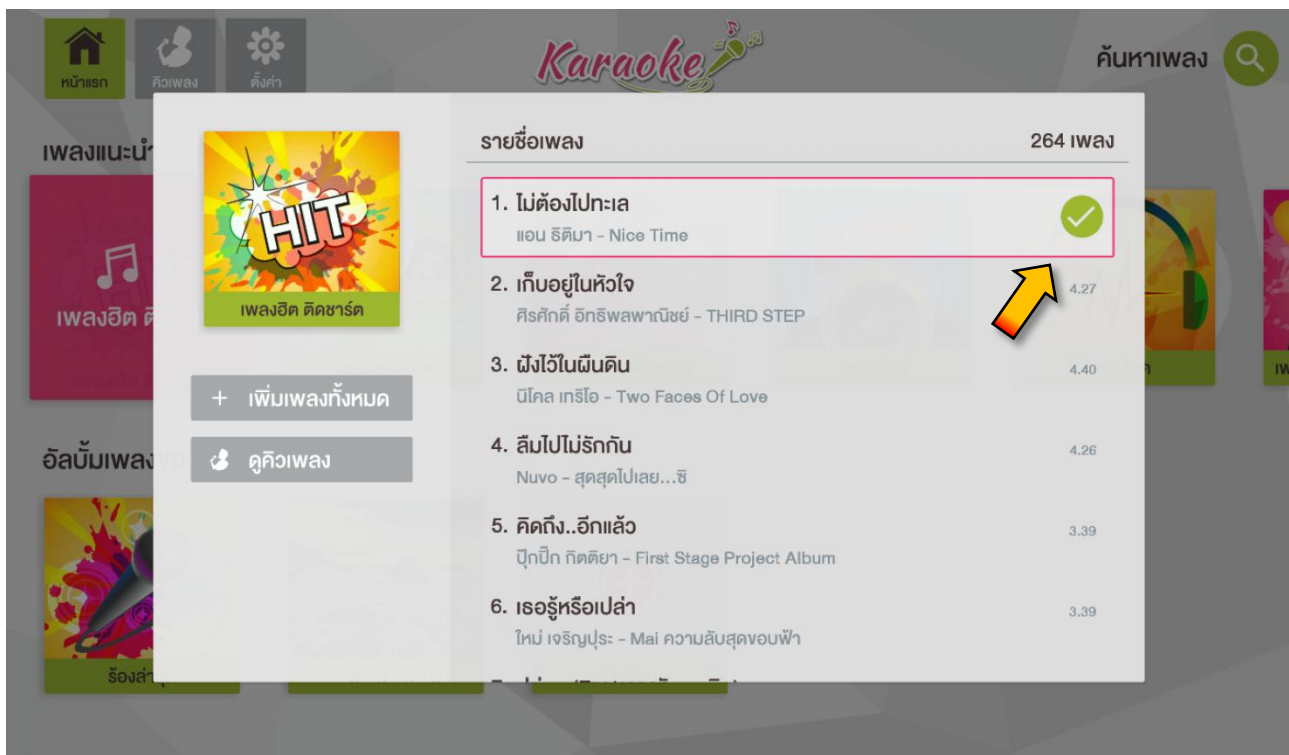 หน้าแรก
คิวเพลง
ตั้งค่า
Karaoke
ค้นหาเพลง
เพลงแนะนำ
เพลงฮิต ติ
อัลบั้มเพลง
ร้องล่า
HIT
เพลงฮิต ติดชาร์ต
+ เพิ่มเพลงทั้งหมด
ดูคิวเพลง
รายชื่อเพลง 264 เพลง
1. ไม่ต้องไปทะเล
แอน ธิติมา - Nice Time
2. เก็บอยู่ในหัวใจ 4.27
ศิรศักดิ์ อิทธิพลพาณิชย์ - THIRD STEP
3. ฝังไว้ในผืนดิน 4.40
นิโคล เทริโอ - Two Faces Of Love
4. ลืมไปไม่รักกัน 4.26
Nuvo - สุดสุดไปเลย...ซิ
5. คิดถึง..อีกแล้ว 3.39
ปุ๊กปิ๊ก กิตติยา - First Stage Project Album
6. เธอรู้หรือเปล่า 3.39
ใหม่ เจริญปุระ - Mai ความลับสุดขอบฟ้า